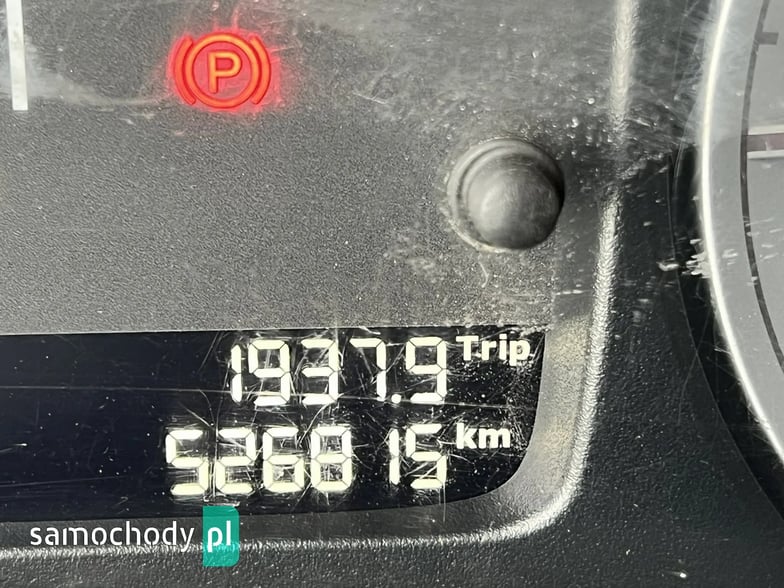 P
1937.9 Trip
526815 km
samochody pl